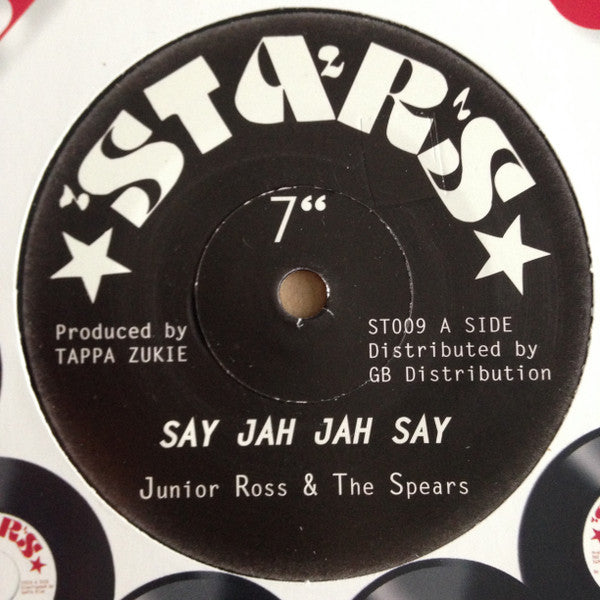 STARS
7“
Produced by
TAPPA ZUKIE
ST009 A SIDE
Distributed by
GB Distribution
SAY JAH JAH SAY
Junior Ross & The Spears